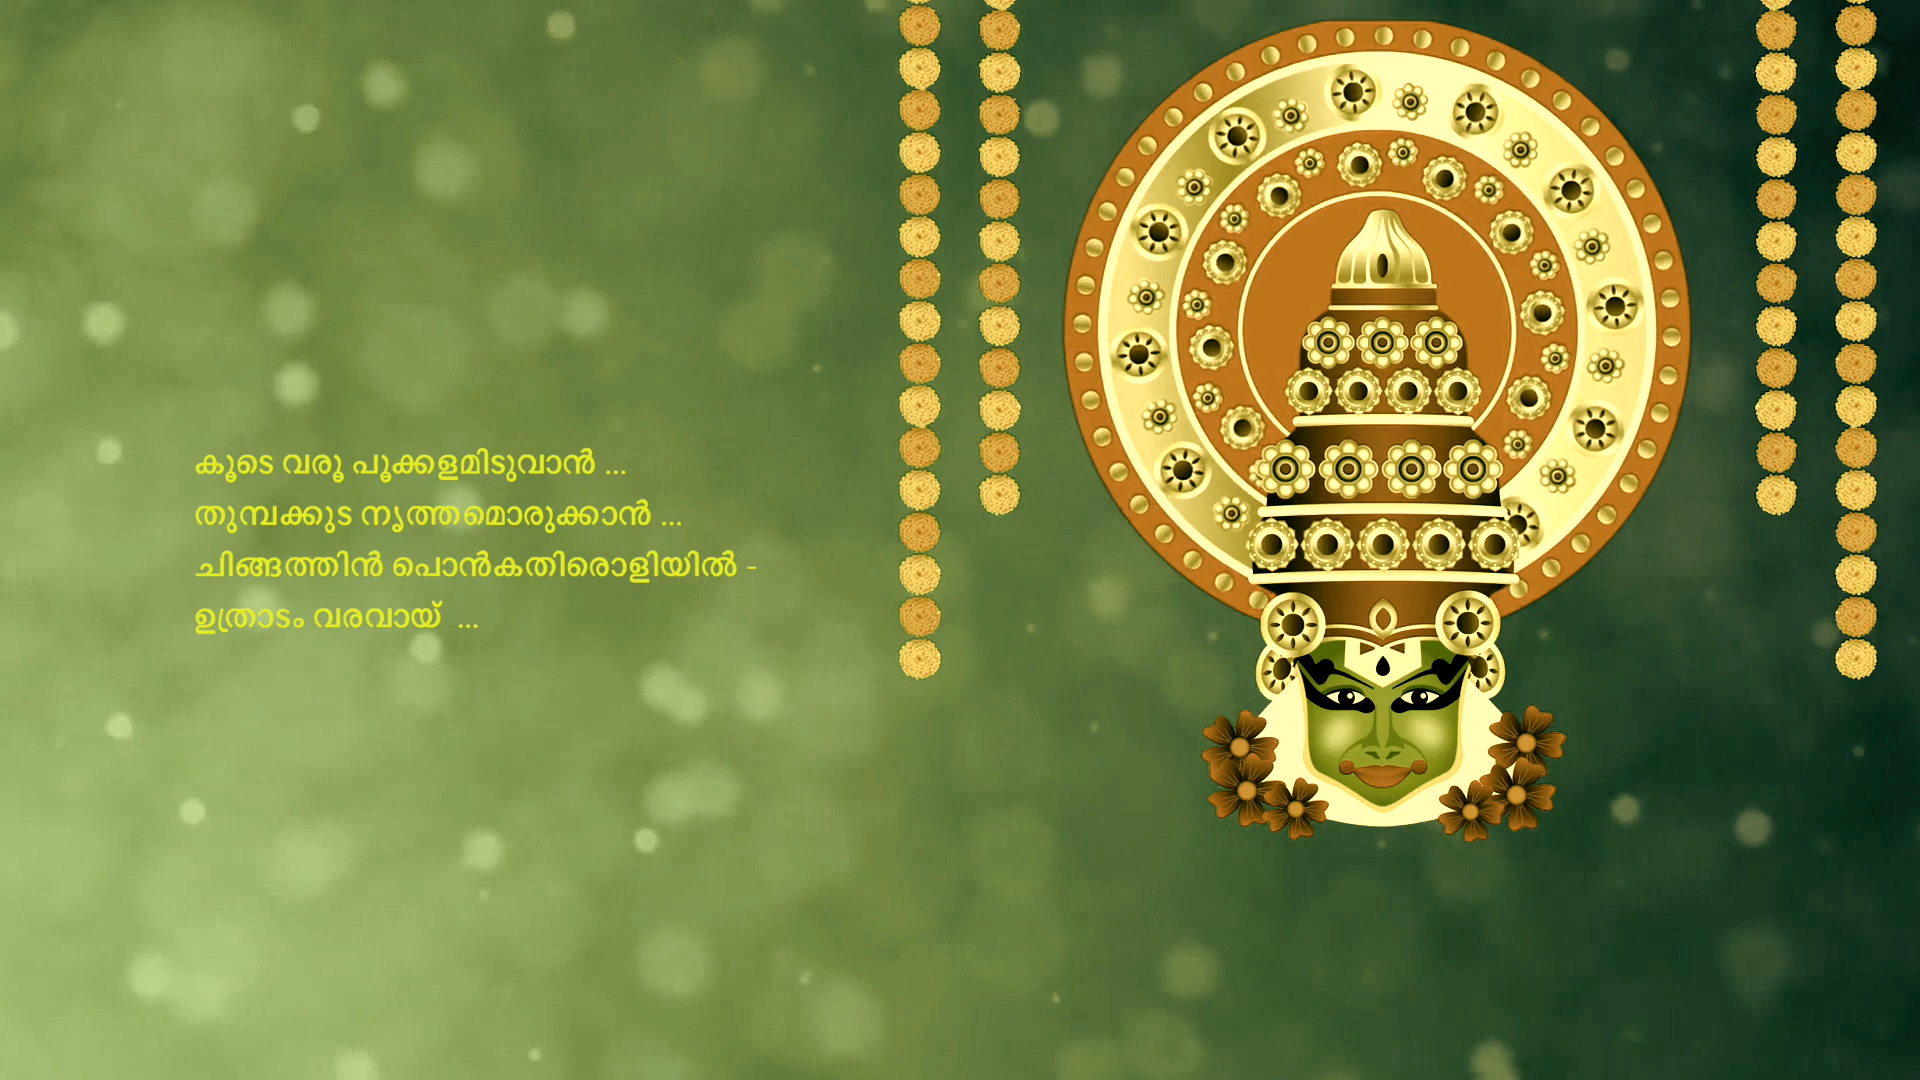 കൂടെ വരൂ പൂക്കളമിടുവാൻ ...
തുമ്പക്കുട നൃത്തമൊരുക്കാൻ ...
ചിങ്ങത്തിൻ പൊൻകതിരൊളിയിൽ -
ഉത്രാടം വരവായ് ...